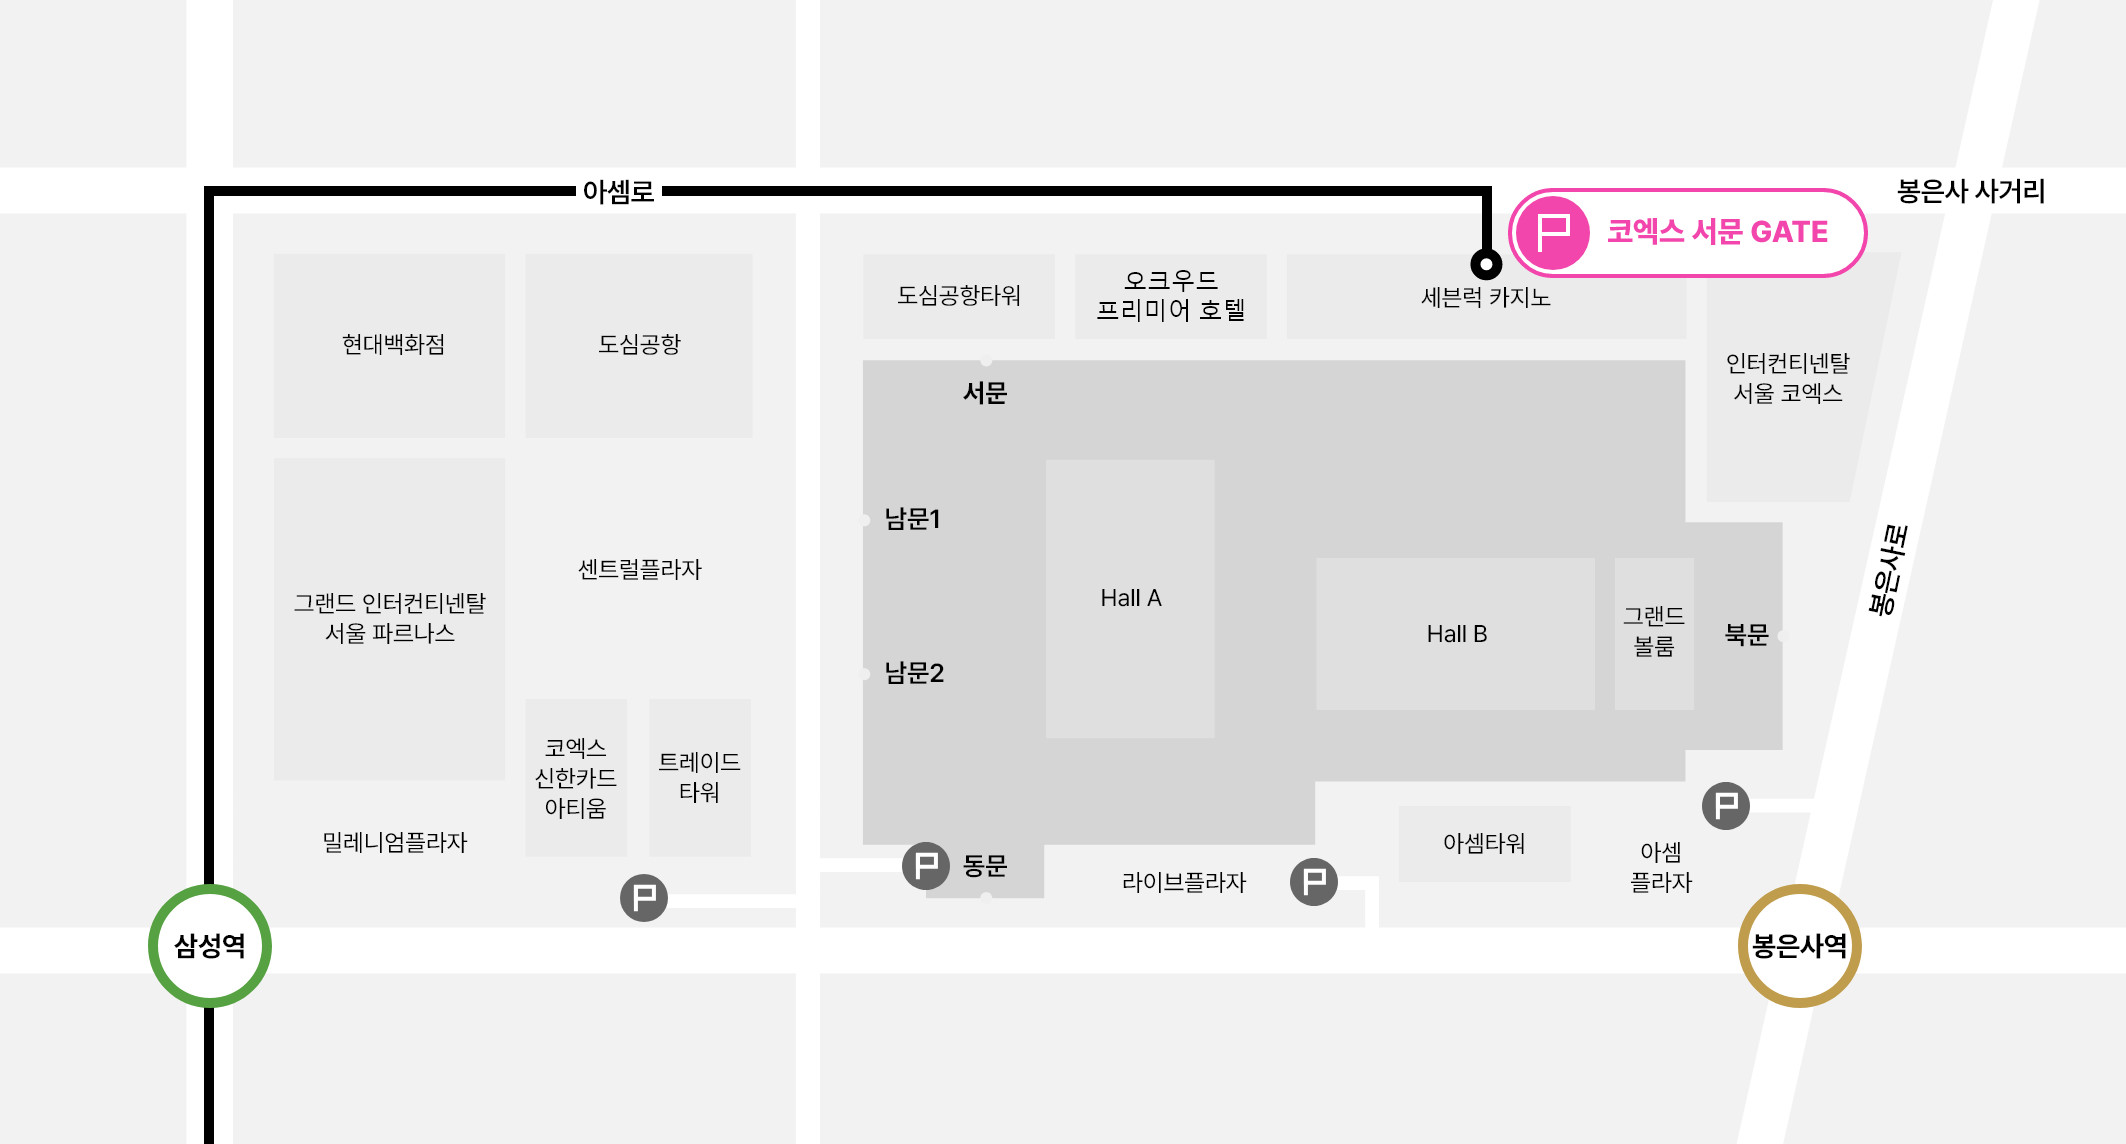 아셈로
봉은사 사거리
코엑스 서문 GATE
현대백화점
도심공항
도심공항타워
오크우드
프리미어 호텔
세븐럭 카지노
인터컨티넨탈
서울 코엑스
서문
남문1
남문2
센트럴플라자
그랜드 인터컨티넨탈
서울 파르나스
Hall A
Hall B
그랜드
볼룸
북문
봉은사로
코엑스
신한카드
아티움
트레이드
타워
밀레니엄플라자
동문
라이브플라자
아셈타워
아셈
플라자
삼성역
봉은사역